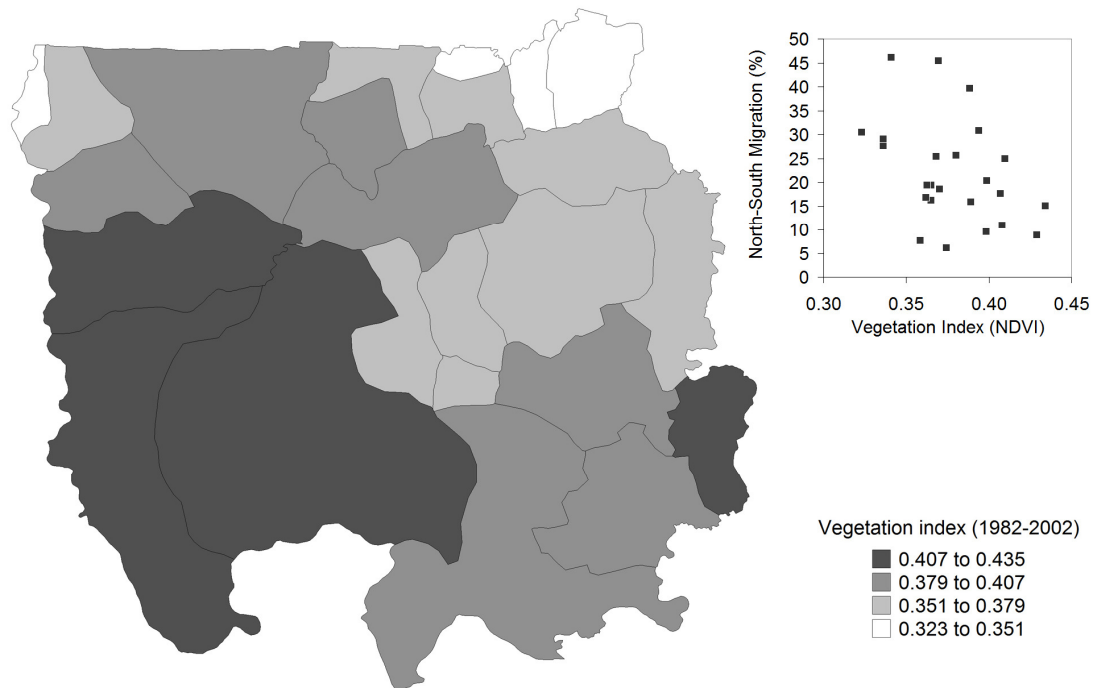 50
45
40
35
30
25
20
15
10
5
0
North-South Migration (%)
0.30 0.35 0.40 0.45
Vegetation Index (NDVI)
Vegetation index (1982-2002)
0.407 to 0.435
0.379 to 0.407
0.351 to 0.379
0.323 to 0.351